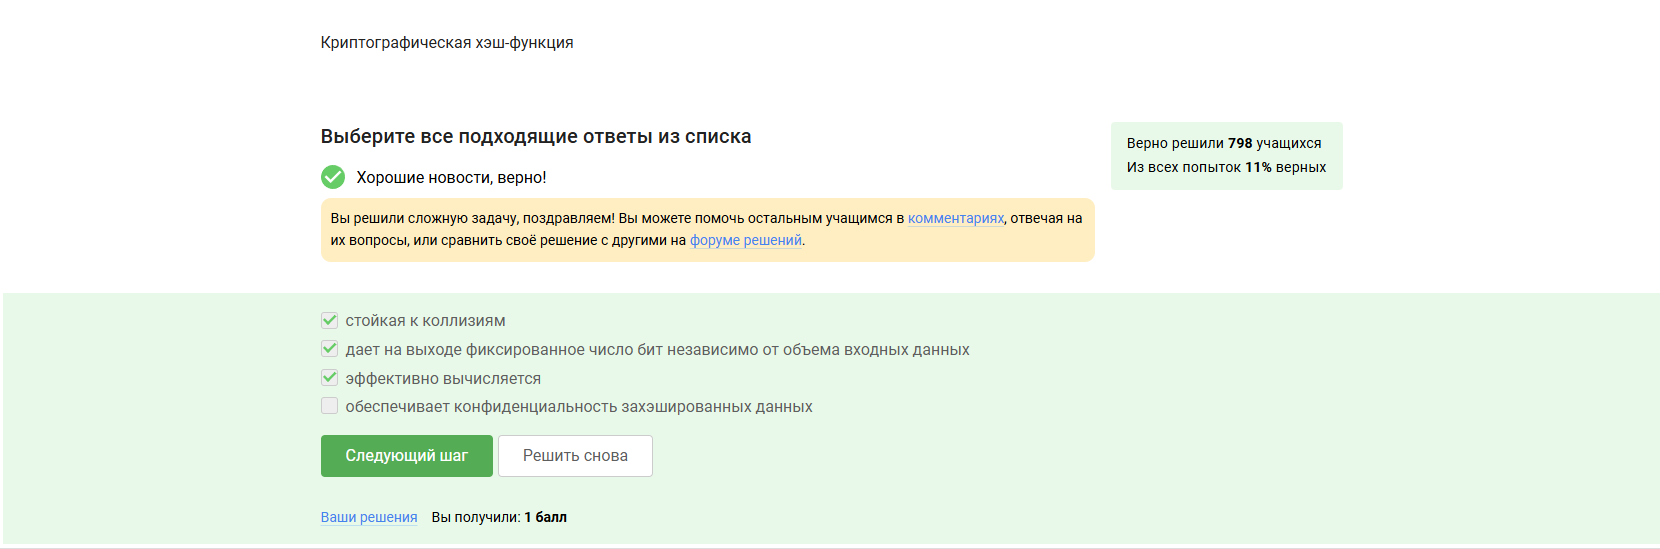 Криптографическая хэш-функция
Выберите все подходящие ответы из списка
Верно решили 798 учащихся
Из всех попыток 11% верных
Хорошие новости, верно!
Вы решили сложную задачу, поздравляем! Вы можете помочь остальным учащимся в комментариях, отвечая на
их вопросы, или сравнить своё решение с другими на форуме решений.
стойкая к коллизиям
дает на выходе фиксированное число бит независимо от объема входных данных
эффективно вычисляется
обеспечивает конфиденциальность захэшированных данных
Следующий шаг
Решить снова
Ваши решения Вы получили: 1 балл